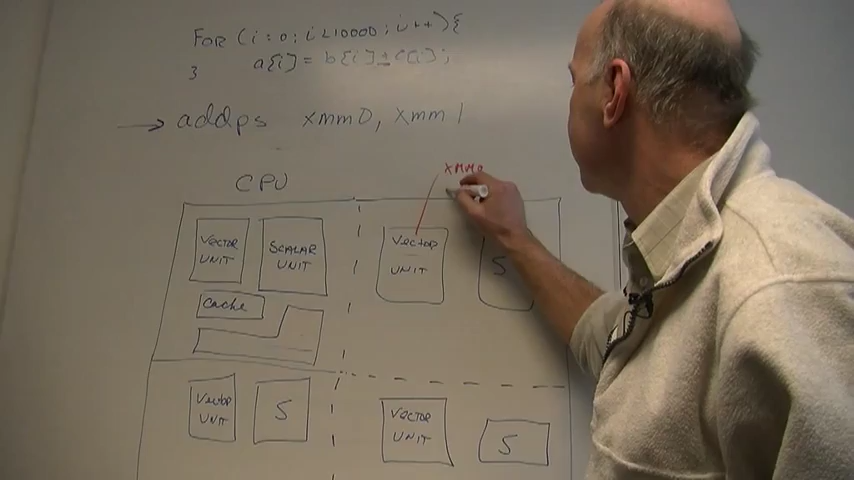 For (i=0; i<10000; i++){
a[i] = b[i] + c[i];
}
→ addps xmm0, xmm1
CPU
XMM0
VECTOR UNIT
SCALAR UNIT
Vector UNIT
S
Cache
Vector UNIT
S
Vector UNIT
S